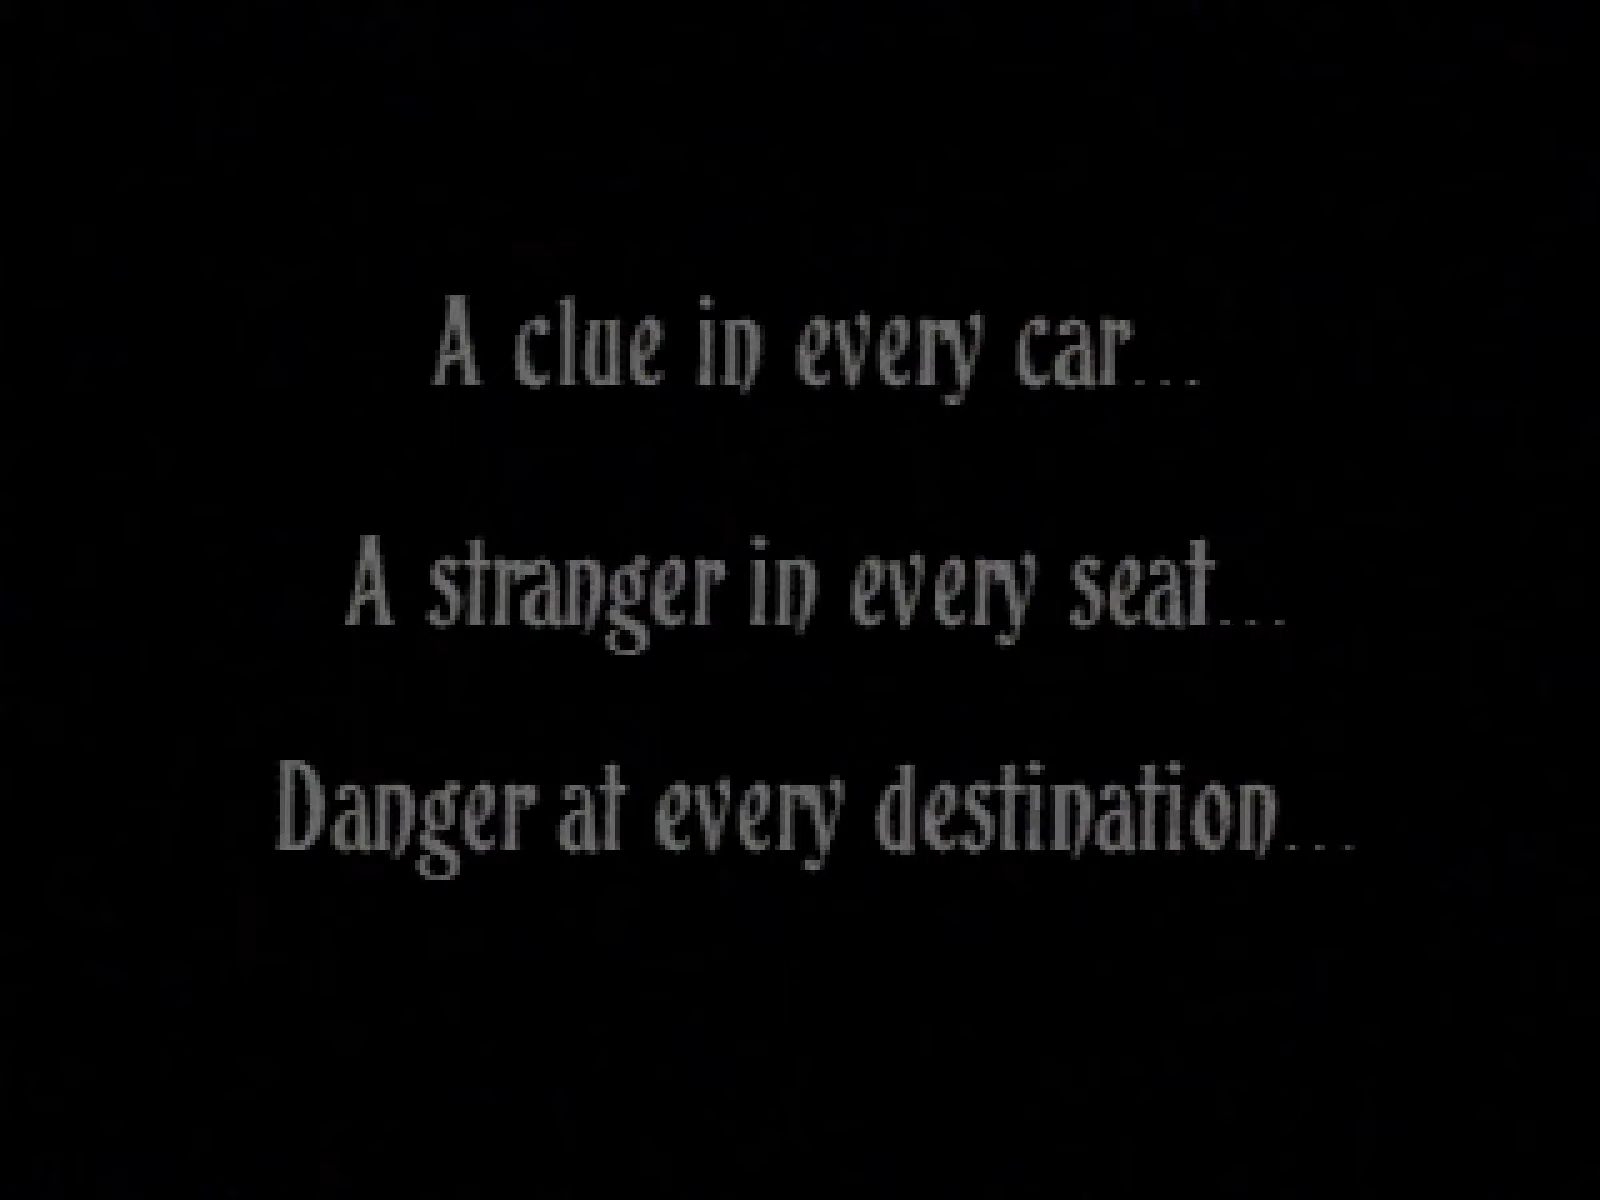 A clue in every car...
A stranger in every seat...
Danger at every destination...